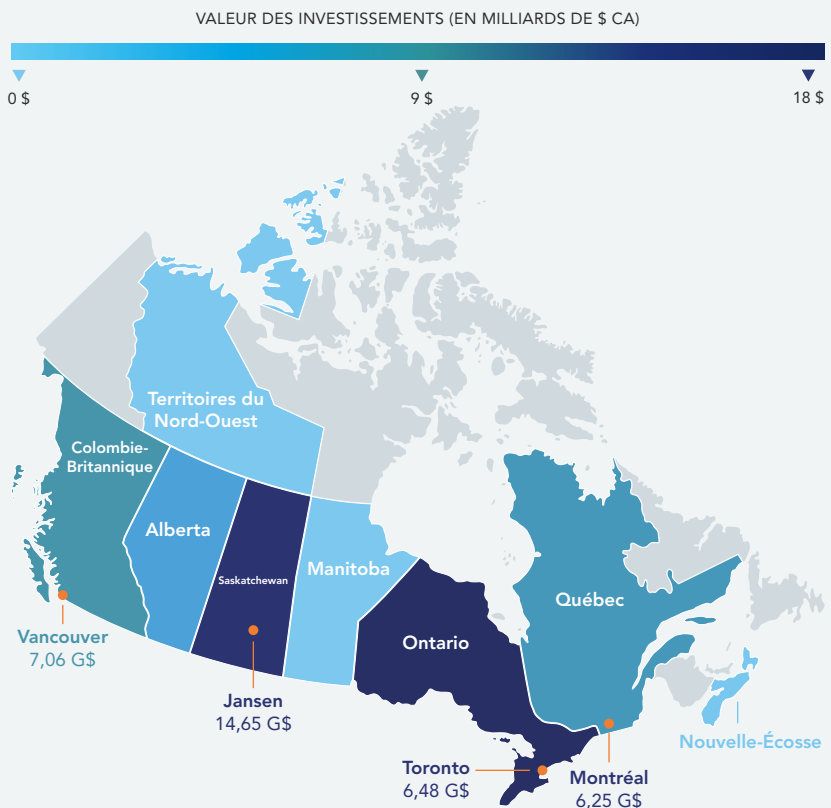 VALEUR DES INVESTISSEMENTS (EN MILLIARDS DE $ CA)
0 $
9 $
18 $
Territoires du
Nord-Ouest
Colombie-
Britannique
Alberta
Saskatchewan
Manitoba
Ontario
Québec
Vancouver
7,06 G$
Jansen
14,65 G$
Toronto
6,48 G$
Montréal
6,25 G$
Nouvelle-Écosse